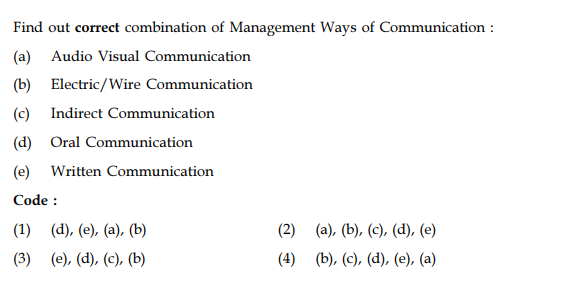 Find out correct combination of Management Ways of Communication :
(a) Audio Visual Communication
(b) Electric/Wire Communication
(c) Indirect Communication
(d) Oral Communication
(e) Written Communication
Code :
(1) (d), (e), (a), (b) (2) (a), (b), (c), (d), (e)
(3) (e), (d), (c), (b) (4) (b), (c), (d), (e), (a)